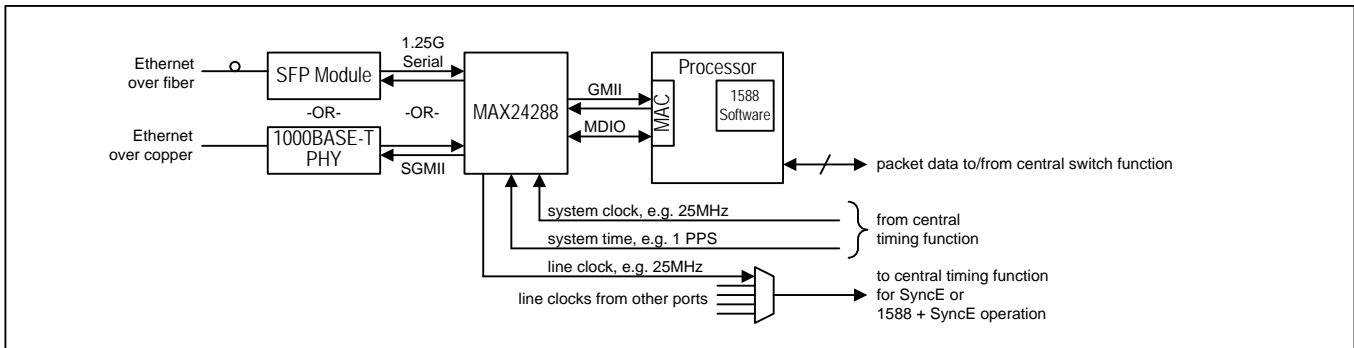 Ethernet
over fiber
SFP Module
1.25G
Serial
-OR-
-OR-
Ethernet
over copper
1000BASE-T
PHY
SGMII
MAX24288
GMII
MDIO
Processor
MAC
1588
Software
packet data to/from central switch function
system clock, e.g. 25MHz
system time, e.g. 1 PPS
from central
timing function
line clock, e.g. 25MHz
line clocks from other ports
to central timing function
for SyncE or
1588 + SyncE operation